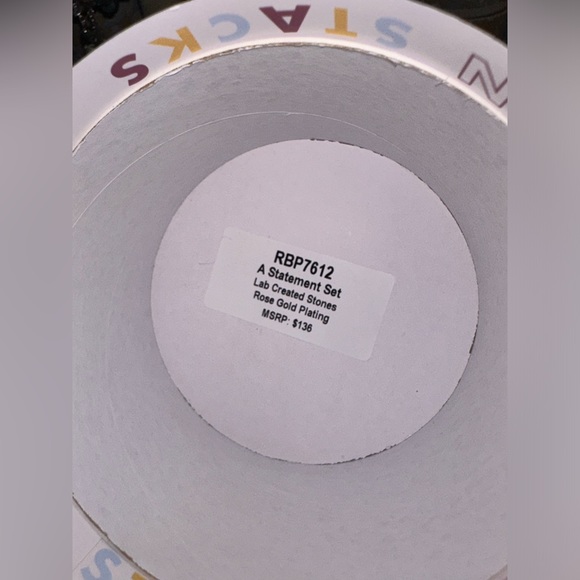 STACKS
N
RBP7612
A Statement Set
Lab Created Stones
Rose Gold Plating
MSRP: $136